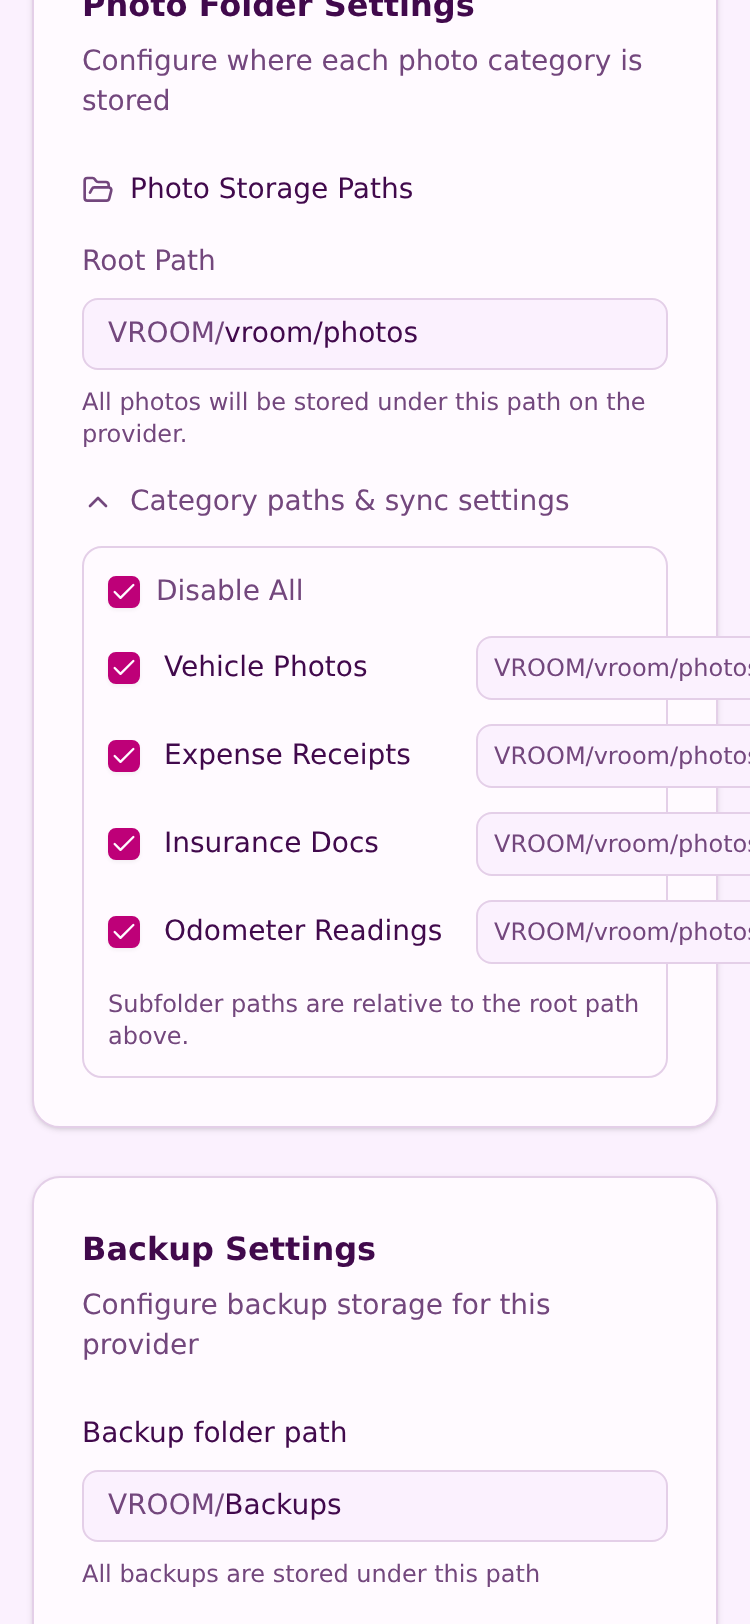 Photo Folder Settings
Configure where each photo category is
stored
Photo Storage Paths
Root Path
VROOM/vroom/photos
All photos will be stored under this path on the
provider.
Category paths & sync settings
Disable All
Vehicle Photos
VROOM/vroom/photos
Expense Receipts
VROOM/vroom/photos
Insurance Docs
VROOM/vroom/photos
Odometer Readings
VROOM/vroom/photos
Subfolder paths are relative to the root path
above.
Backup Settings
Configure backup storage for this
provider
Backup folder path
VROOM/Backups
All backups are stored under this path